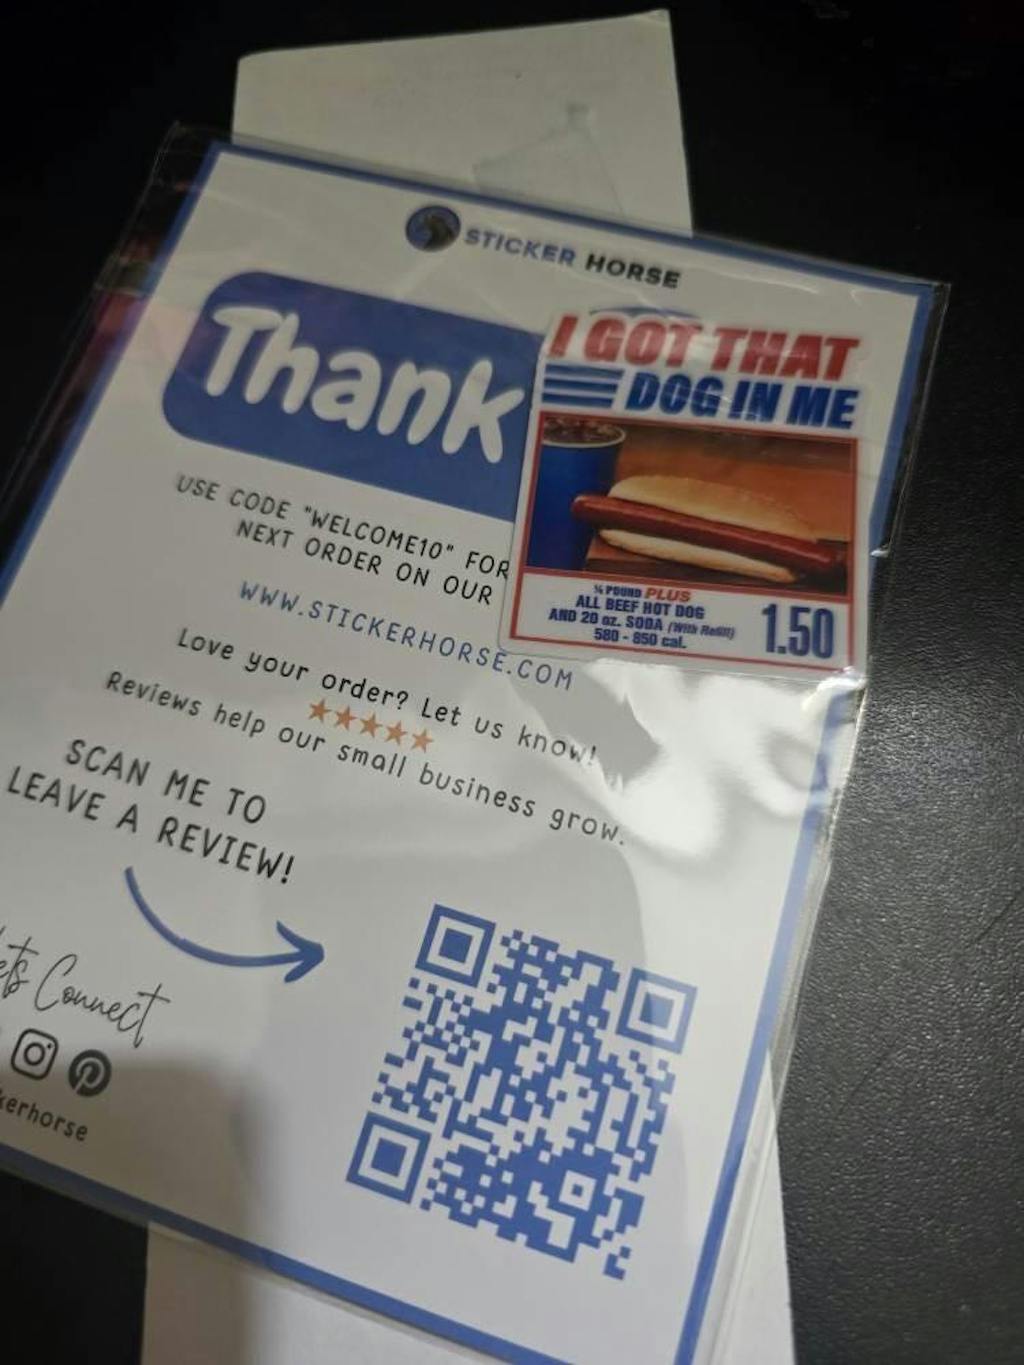 STICKER HORSE
Thank
I GOT THAT
DOG IN ME
¼ POUND PLUS
ALL BEEF HOT DOG
AND 20 oz. SODA (With Refill)
580 - 850 cal.
1.50
USE CODE "WELCOME10" FOR
NEXT ORDER ON OUR
WWW.STICKERHORSE.COM
Love your order? Let us know!
Reviews help our small business grow.
SCAN ME TO
LEAVE A REVIEW!
ets Connect
kerhorse